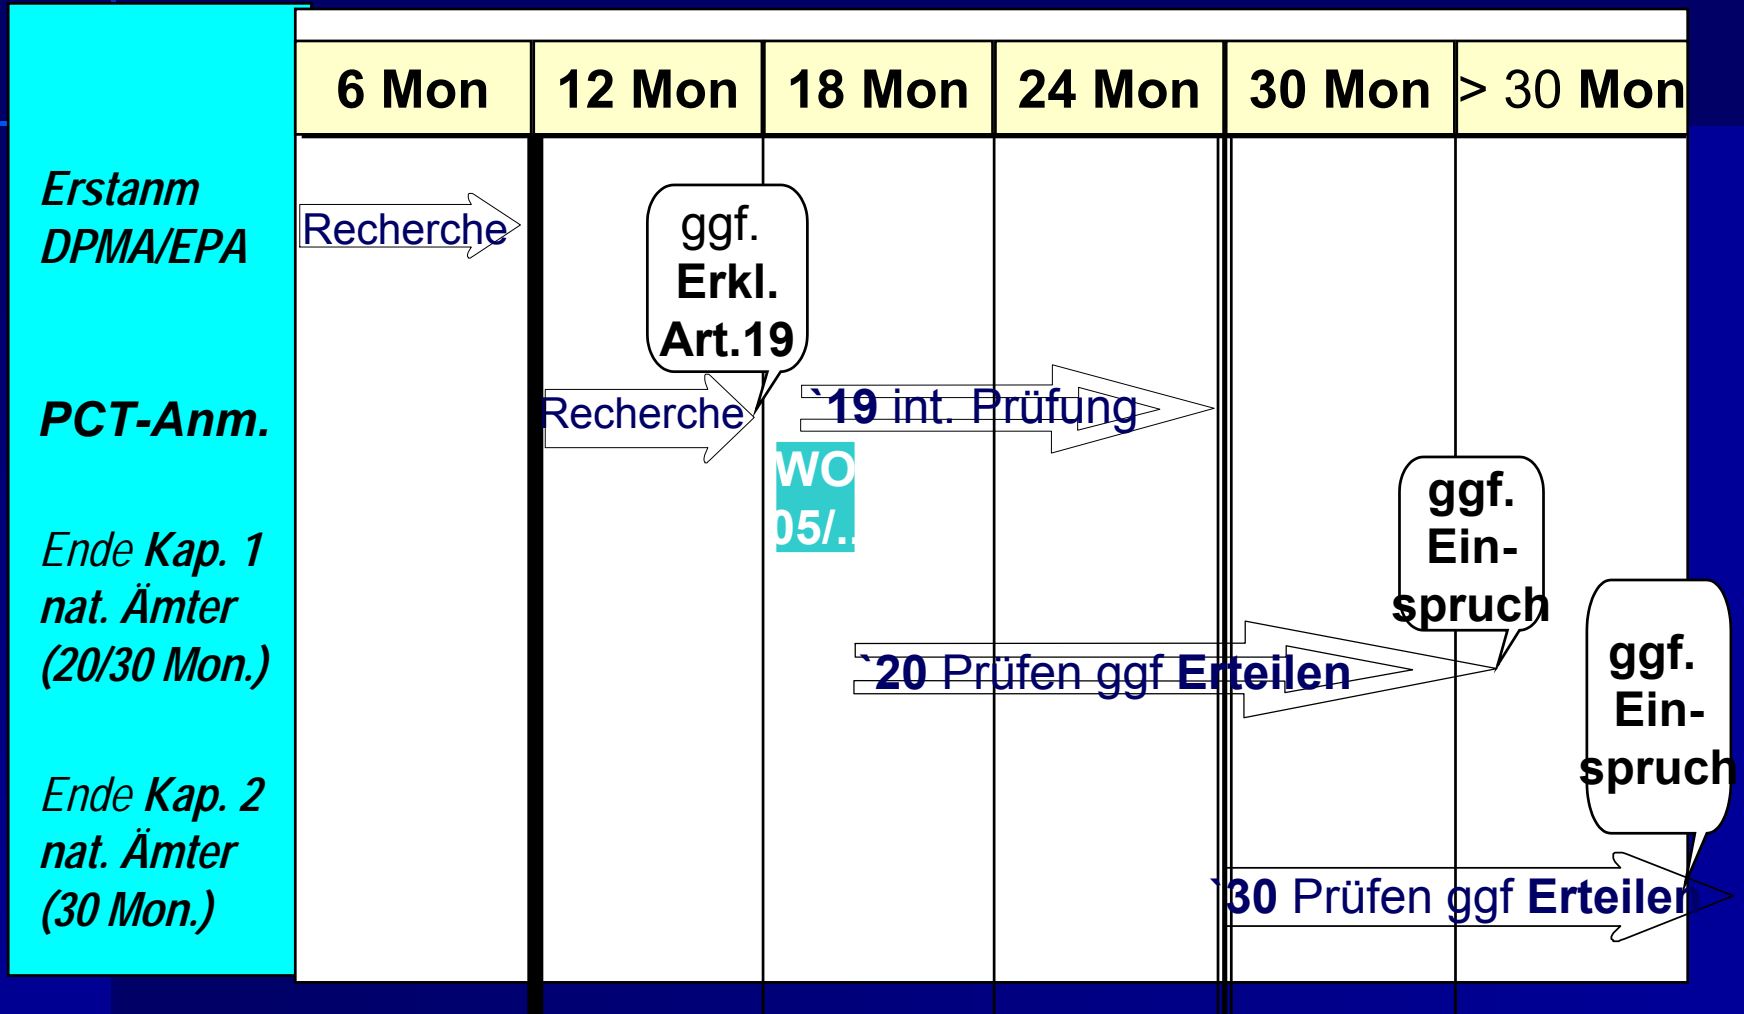 6 Mon 12 Mon 18 Mon 24 Mon 30 Mon > 30 Mon
Erstanm
DPMA/EPA
Recherche
ggf.
Erkl.
Art.19
PCT-Anm.
Recherche
`19 int. Prüfung
WO
05/..
Ende Kap. 1
nat. Ämter
(20/30 Mon.)
`20 Prüfen ggf Erteilen
ggf.
Ein-
spruch
ggf.
Ein-
spruch
Ende Kap. 2
nat. Ämter
(30 Mon.)
`30 Prüfen ggf Erteilen